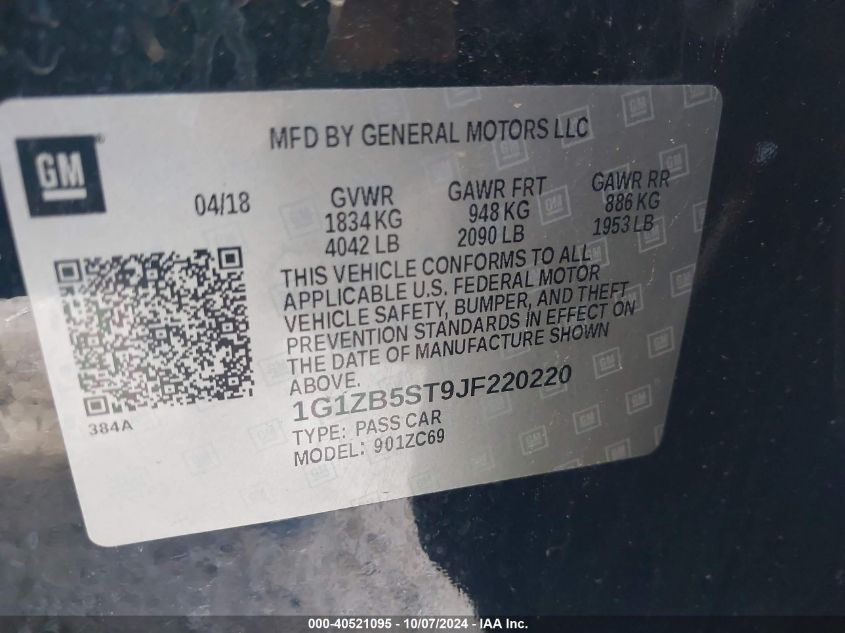 MFD BY GENERAL MOTORS LLC
GM®
04/18
GVWR
1834 KG
4042 LB
GAWR FRT
948 KG
2090 LB
GAWR RR
886 KG
1953 LB
THIS VEHICLE CONFORMS TO ALL
APPLICABLE U.S. FEDERAL MOTOR
VEHICLE SAFETY, BUMPER, AND THEFT
PREVENTION STANDARDS IN EFFECT ON
THE DATE OF MANUFACTURE SHOWN
ABOVE.
384A
1G1ZB5ST9JF220220
TYPE: PASS CAR
MODEL: 901ZC69
000-40521095 - 10/07/2024 - IAA Inc.